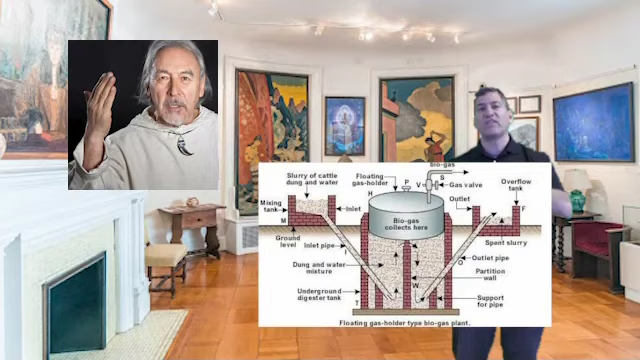 Bio-gas
Slurry of cattle
dung and water
Floating
gas-holder
P
S
V
Gas valve
Overflow
tank
Mixing
tank
H
Outlet
Inlet
F
M
Bio-gas
collects here
Ground
level
Inlet pipe
I
Spent slurry
Outlet pipe
O
Dung and water
mixture
Partition
wall
W
Underground
digester tank
T
Support
for pipe
Floating gas-holder type bio-gas plant.